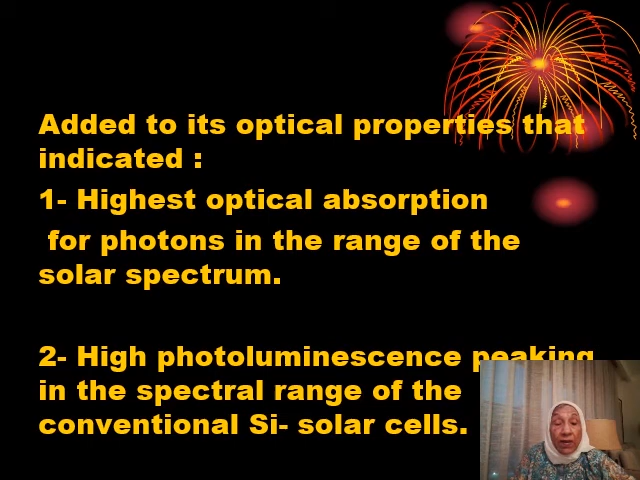 Added to its optical properties that
indicated :
1- Highest optical absorption
for photons in the range of the
solar spectrum.
2- High photoluminescence peaking
in the spectral range of the
conventional Si- solar cells.